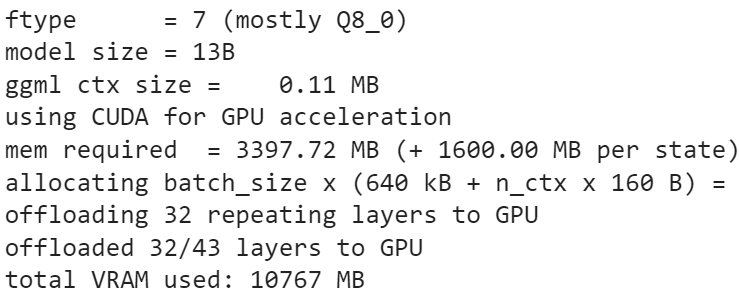 ftype      = 7 (mostly Q8_0)
model size = 13B
ggml ctx size =    0.11 MB
using CUDA for GPU acceleration
mem required  = 3397.72 MB (+ 1600.00 MB per state)
allocating batch_size x (640 kB + n_ctx x 160 B) =
offloading 32 repeating layers to GPU
offloaded 32/43 layers to GPU
total VRAM used: 10767 MB